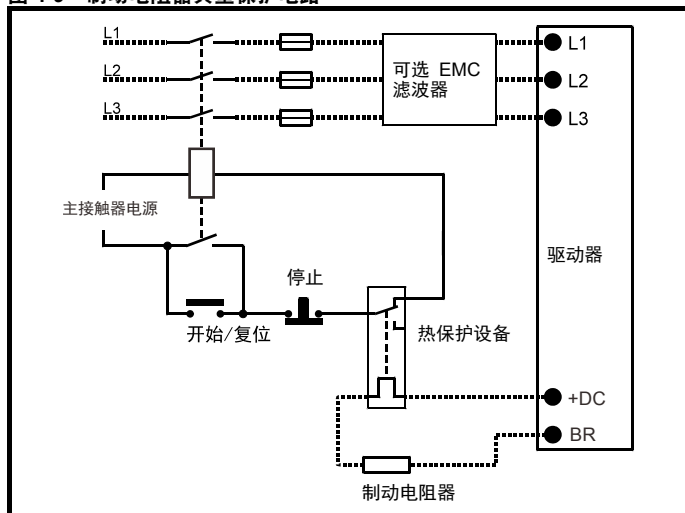 L1
L1
可选 EMC
滤波器
L2
L2
L3
L3
主接触器电源
驱动器
停止
开始/复位
热保护设备
+DC
BR
制动电阻器